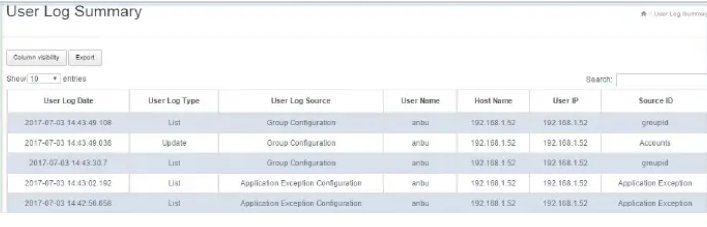 User Log Summary
User Log Summary
Column visibility Export
Show 10 entries Search:
User Log Date User Log Type User Log Source User Name Host Name User IP Source ID
2017-07-03 14:43:49.108 List Group Configuration anbu 192.168.1.52 192.168.1.52 groupid
2017-07-03 14:43:49.036 Update Group Configuration anbu 192.168.1.52 192.168.1.52 Accounts
2017-07-03 14:43:30.7 List Group Configuration anbu 192.168.1.52 192.168.1.52 groupid
2017-07-03 14:43:02.192 List Application Exception Configuration anbu 192.168.1.52 192.168.1.52 Application Exception
2017-07-03 14:42:56.656 List Application Exception Configuration anbu 192.168.1.52 192.168.1.52 Application Exception